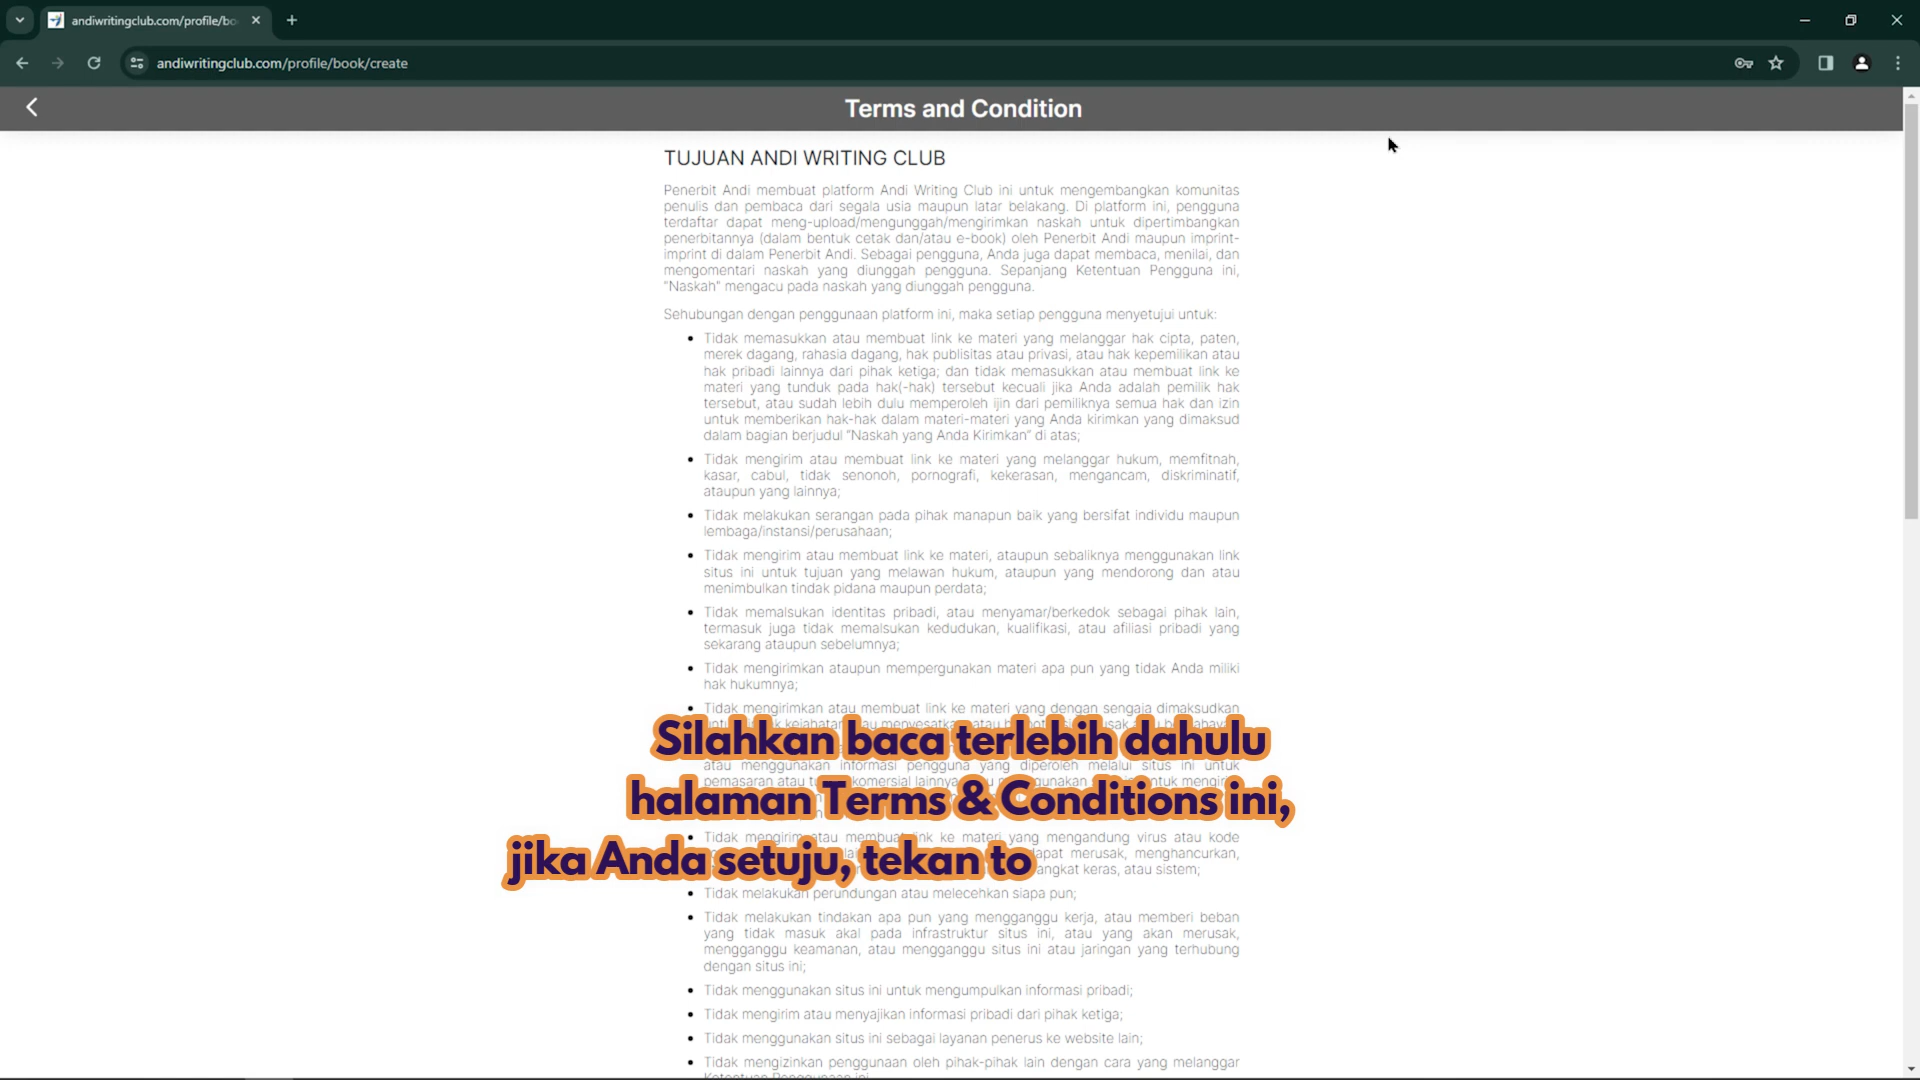 andiwritingclub.com/profile/bo
andiwritingclub.com/profile/book/create
Terms and Condition
TUJUAN ANDI WRITING CLUB
Penerbit Andi membuat platform Andi Writing Club ini untuk mengembangkan komunitas
penulis dan pembaca dari segala usia maupun latar belakang. Di platform ini, pengguna
terdaftar dapat meng-upload/mengunggah/mengirimkan naskah untuk dipertimbangkan
penerbitannya (dalam bentuk cetak dan/atau e-book) oleh Penerbit Andi maupun imprint-
imprint di dalam Penerbit Andi. Sebagai pengguna, Anda juga dapat membaca, menilai, dan
mengomentari naskah yang diunggah pengguna. Sepanjang Ketentuan Pengguna ini,
"Naskah" mengacu pada naskah yang diunggah pengguna.
Sehubungan dengan penggunaan platform ini, maka setiap pengguna menyetujui untuk:
• Tidak memasukkan atau membuat link ke materi yang melanggar hak cipta, paten,
merek dagang, rahasia dagang, hak publisitas atau privasi, atau hak kepemilikan atau
hak pribadi lainnya dari pihak ketiga; dan tidak memasukkan atau membuat link ke
materi yang tunduk pada hak(-hak) tersebut kecuali jika Anda adalah pemilik hak
tersebut, atau sudah lebih dulu memperoleh ijin dari pemiliknya semua hak dan izin
untuk memberikan hak-hak dalam materi-materi yang Anda kirimkan yang dimaksud
dalam bagian berjudul "Naskah yang Anda Kirimkan" di atas;
• Tidak mengirim atau membuat link ke materi yang melanggar hukum, memfitnah,
kasar, cabul, tidak senonoh, pornografi, kekerasan, mengancam, diskriminatif,
ataupun yang lainnya;
• Tidak melakukan serangan pada pihak manapun baik yang bersifat individu maupun
lembaga/instansi/perusahaan;
• Tidak mengirim atau membuat link ke materi, ataupun sebaliknya menggunakan link
situs ini untuk tujuan yang melawan hukum, ataupun yang mendorong dan atau
menimbulkan tindak pidana maupun perdata;
• Tidak memalsukan identitas pribadi, atau menyamar/berkedok sebagai pihak lain,
termasuk juga tidak memalsukan kedudukan, kualifikasi, atau afiliasi pribadi yang
sekarang ataupun sebelumnya;
• Tidak mengirimkan ataupun mempergunakan materi apa pun yang tidak Anda miliki
hak hukumnya;
• Tidak mengirimkan atau membuat link ke materi yang dengan sengaja dimaksudkan
Silahkan baca terlebih dahulu
atau menggunakan informasi pengguna yang diperoleh melalui situs ini untuk
pemasaran atau komersial lainnya
halaman Terms & Conditions ini,
• Tidak mengirim atau membuat link ke materi yang mengandung virus atau kode
dapat merusak, menghancurkan,
jika Anda setuju, tekan to
angkat keras, atau sistem;
• Tidak melakukan perundungan atau melecehkan siapa pun;
• Tidak melakukan tindakan apa pun yang mengganggu kerja, atau memberi beban
yang tidak masuk akal pada infrastruktur situs ini, atau yang akan merusak,
mengganggu keamanan, atau mengganggu situs ini atau jaringan yang terhubung
dengan situs ini;
• Tidak menggunakan situs ini untuk mengumpulkan informasi pribadi;
• Tidak mengirim atau menyajikan informasi pribadi dari pihak ketiga;
• Tidak menggunakan situs ini sebagai layanan penerus ke website lain;
• Tidak mengizinkan penggunaan oleh pihak-pihak lain dengan cara yang melanggar